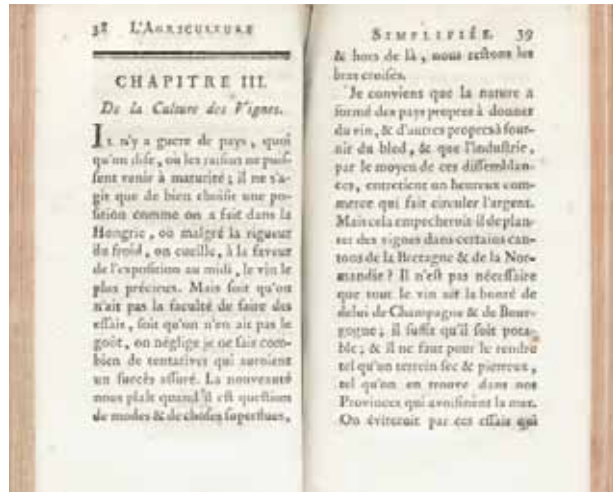 38 L'AGRICULTURE
CHAPITRE III.
De la Culture des Vignes.
IL n'y a guere de pays, quoi
qu'on dise, où les raisins ne puis-
sent venir à maturité ; il ne s'a-
git que de bien choisir une po-
sition comme on a fait dans la
Hongrie, où malgré la rigueur
du froid, on cueille, à la faveur
de l'exposition au midi, le vin le
plus précieux. Mais soit qu'on
n'ait pas la faculté de faire des
essais, soit qu'on n'en ait pas le
goût, on néglige je ne sais com-
bien de tentatives qui auroient
un succès assuré. La nouveauté
nous plaît quand il est question
de modes & de choses superflues,
SIMPLIFIÉE. 39
& hors de là, nous restons les
bras croisés.
Je conviens que la nature a
formé des pays propres à donner
du vin, & d'autres propres à four-
nir du bled, & que l'industrie,
par le moyen de ces dissemblan-
ces, entretient un heureux com-
merce qui fait circuler l'argent.
Mais cela empecheroit il de plan-
ter des vignes dans certains can-
tons de la Bretagne & de la Nor-
mandie ? Il n'est pas nécessaire
que tout le vin ait la bonté de
celui de Champagne & de Bour-
gogne ; il suffit qu'il soit pota-
ble ; & il ne faut pour le rendre
tel qu'un terrein sec & pierreux,
tel qu'on en trouve dans nos
Provinces qui avoisinent la mer.
On éviteroit par ces essais qui